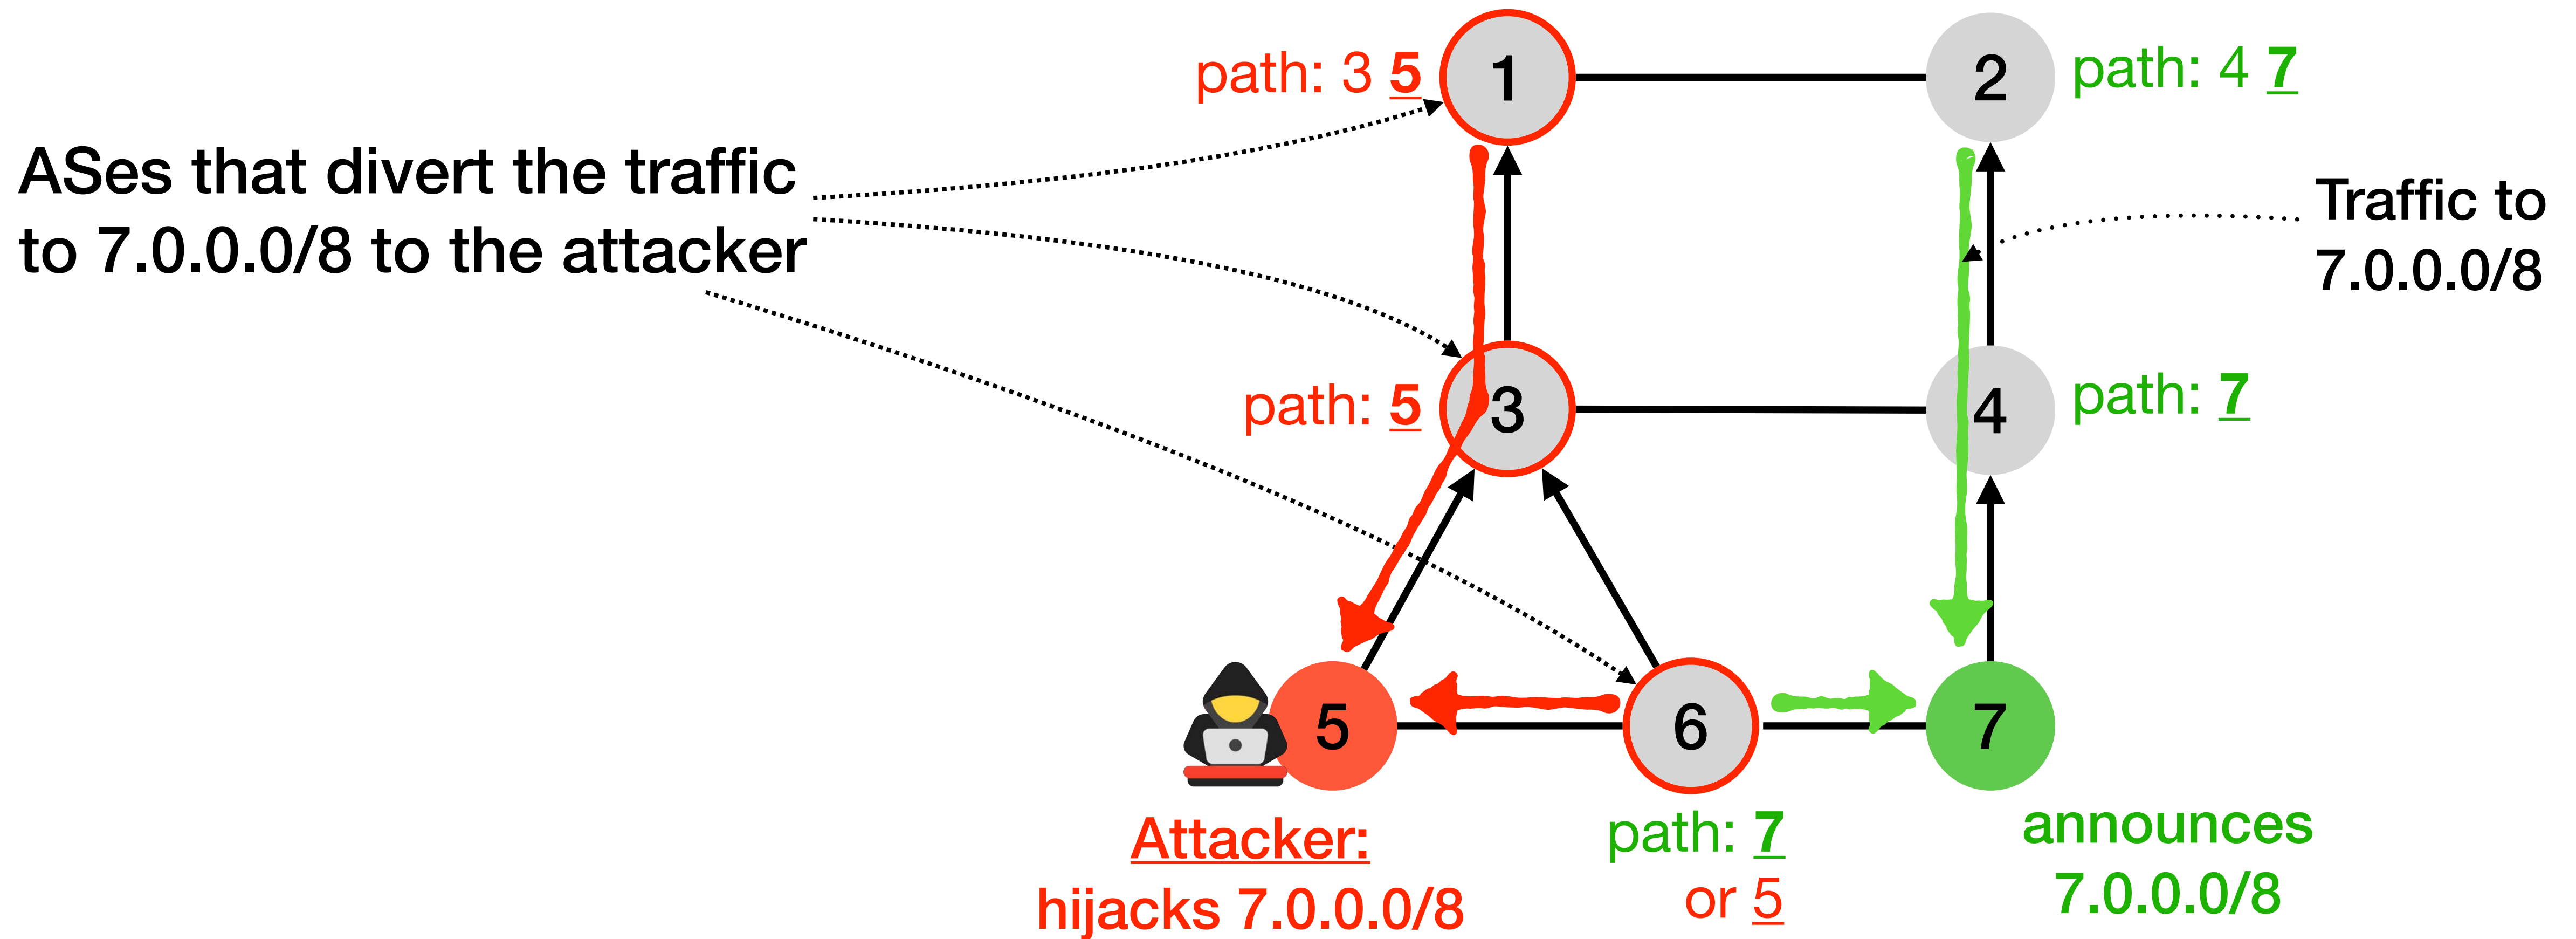 path: 3 5
1
2
path: 4 7
ASes that divert the traffic
to 7.0.0.0/8 to the attacker
Traffic to
7.0.0.0/8
path: 5
3
4
path: 7
5
6
7
Attacker:
hijacks 7.0.0.0/8
path: 7
or 5
announces
7.0.0.0/8